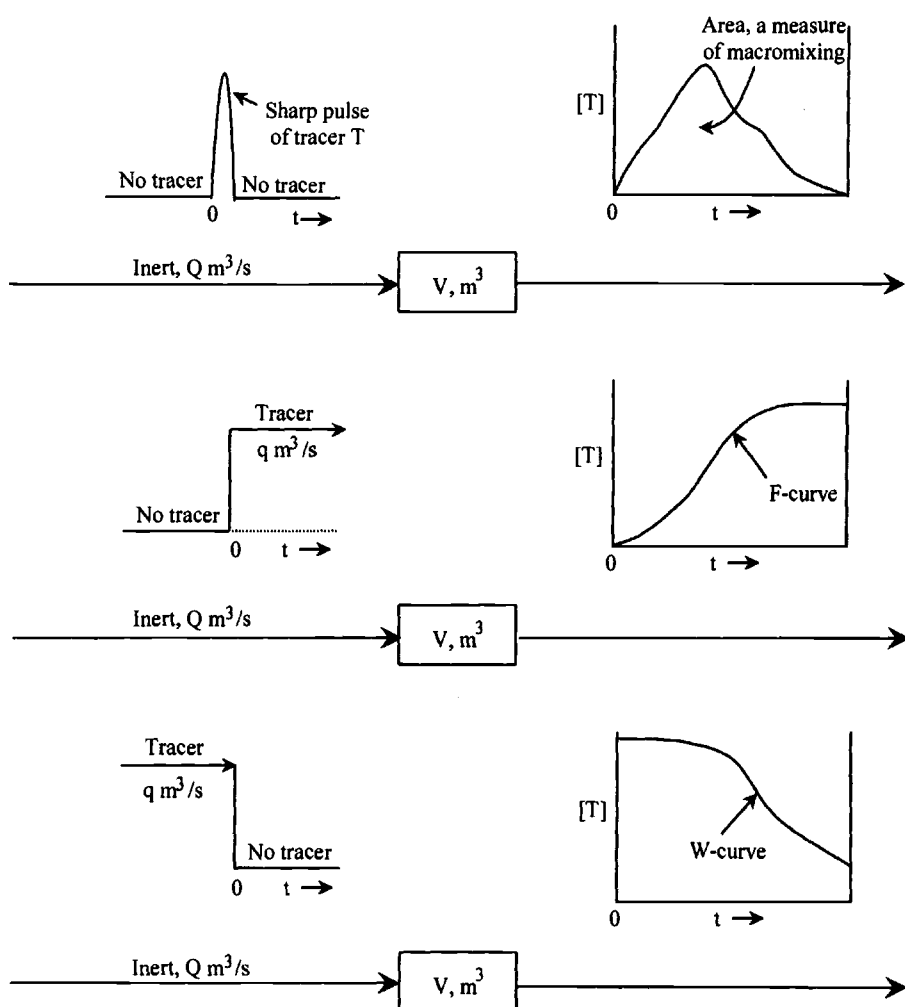 Area, a measure
of macromixing
[T]
Sharp pulse
of tracer T
No tracer
No tracer
0
t→
0
t →
Inert, Q m³/s
V, m³
Tracer
q m³/s
[T]
F-curve
No tracer
0
t →
0
t →
Inert, Q m³/s
V, m³
Tracer
q m³/s
[T]
No tracer
W-curve
0
t →
0
t →
Inert, Q m³/s
V, m³